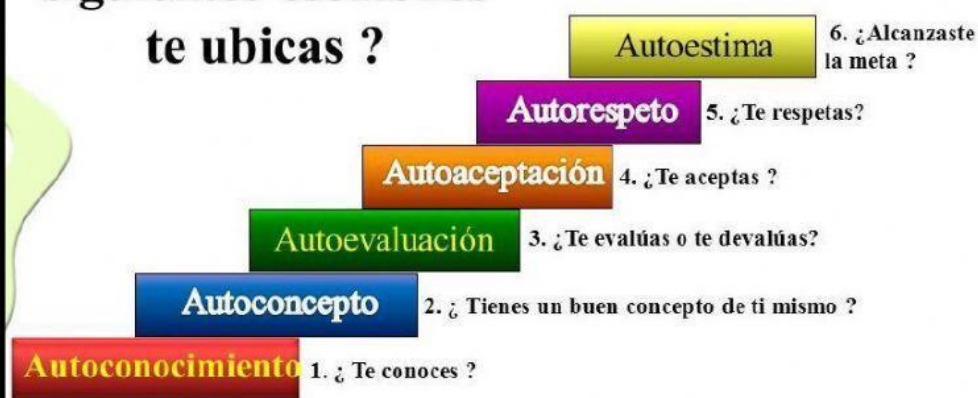 te ubicas ?
Autoestima
6. ¿Alcanzaste
la meta ?
Autorespeto
5. ¿Te respetas?
Autoaceptación
4. ¿Te aceptas ?
Autoevaluación
3. ¿Te evalúas o te devalúas?
Autoconcepto
2. ¿ Tienes un buen concepto de ti mismo ?
Autoconocimiento
1. ¿ Te conoces ?